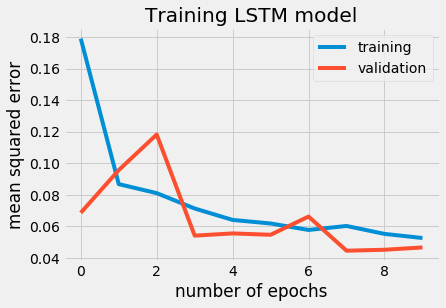 Training LSTM model
training
validation
mean squared error
0.18
0.16
0.14
0.12
0.10
0.08
0.06
0.04
0 2 4 6 8
number of epochs